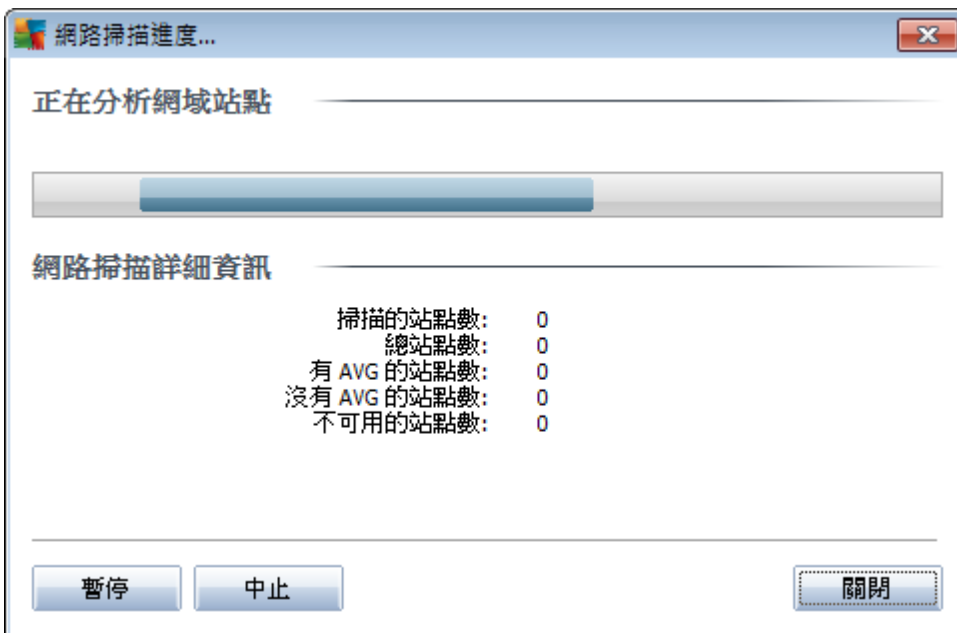 網路掃描進度...
正在分析網域站點
網路掃描詳細資訊
掃描的站點數: 0
總站點數: 0
有 AVG 的站點數: 0
沒有 AVG 的站點數: 0
不可用的站點數: 0
暫停 中止 關閉